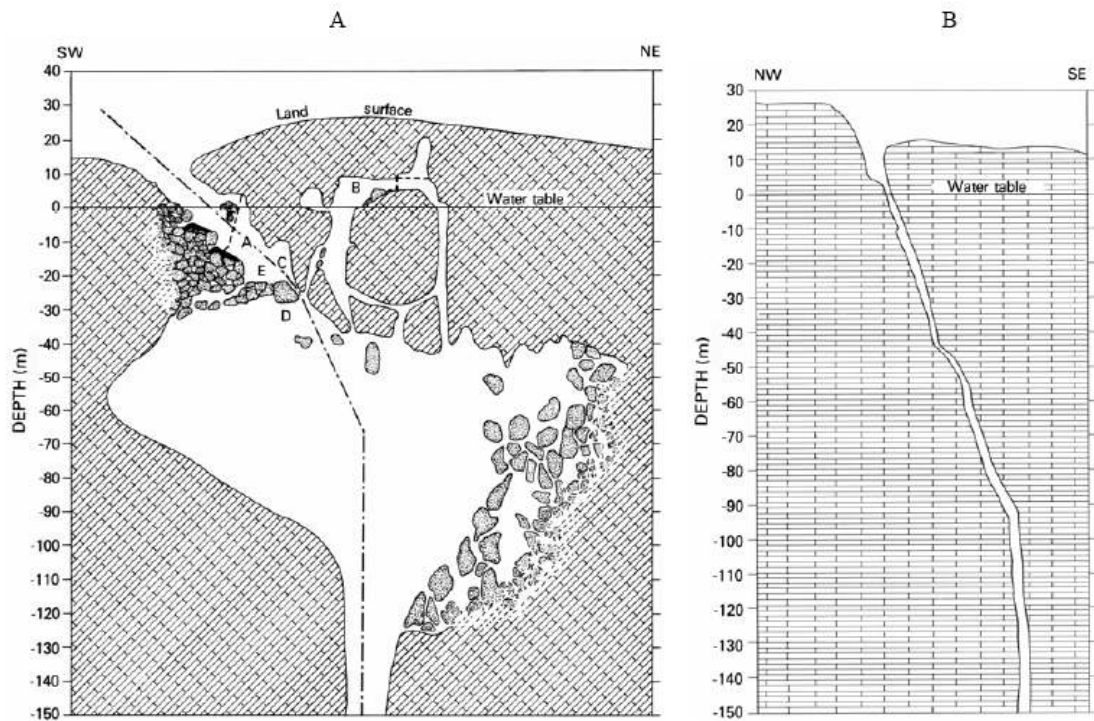 A
SW NE
40
30
20
10
0
-10
-20
-30
-40
-50
-60
-70
-80
-90
-100
-110
-120
-130
-140
-150
DEPTH (m)
Land surface
Water table
B
A
C
E
D
B
NW SE
30
20
10
0
-10
-20
-30
-40
-50
-60
-70
-80
-90
-100
-110
-120
-130
-140
-150
DEPTH (m)
Water table